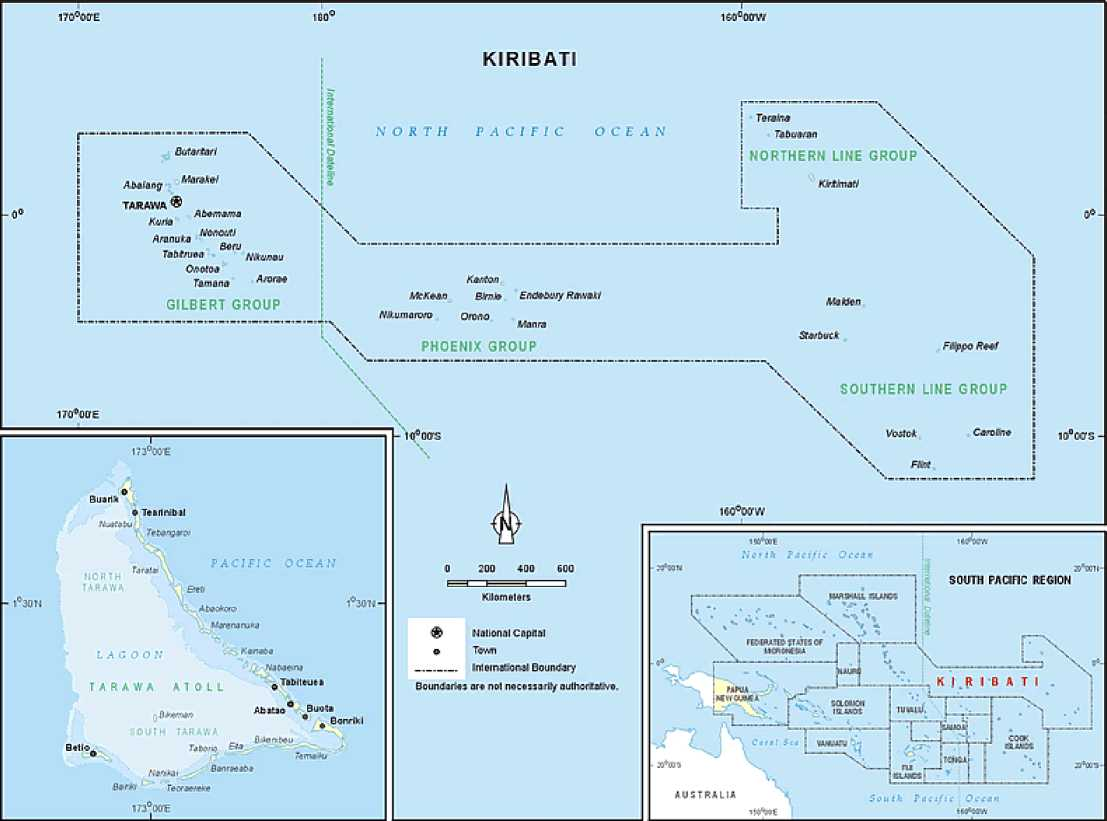 170°00'E
180°
160°00'W
KIRIBATI
International Dateline
NORTH PACIFIC OCEAN
Teraina
Tabuaran
NORTHERN LINE GROUP
Kiritimati
Butaritari
Marakei
Abaiang
TARAWA
Abemama
Kuria
Nonouti
Aranuka
Beru
Tabitruea
Nikunau
Onotoa
Tamana
Arorae
GILBERT GROUP
0°
0°
Kanton
McKean
Birnie
Endebury Rawaki
Nikumaroro
Orono
Manra
PHOENIX GROUP
Malden
Starbuck
Filippo Reef
SOUTHERN LINE GROUP
Vostok
Caroline
Flint
170°00'E
10°00'S
10°00'S
160°00'W
N
0 200 400 600
Kilometers
National Capital
Town
International Boundary
Boundaries are not necessarily authoritative.
173°00'E
Buarik
Tearinibai
Nuatabu
Tebangaroi
PACIFIC OCEAN
Taratai
NORTH
TARAWA
Ereti
1°30'N
1°30'N
Abaokoro
Marenanuka
LAGOON
Kainaba
Nabaeina
TARAWA ATOLL
Tabiteuea
Abatao
Buota
Bikeman
Bonriki
SOUTH TARAWA
Bikenibeu
Eita
Betio
Taborio
Temaiku
Banraeaba
Nanikai
Bairiki
Teoraereke
173°00'E
150°00'E
160°00'W
North Pacific Ocean
20°00'N
20°00'N
International Dateline
SOUTH PACIFIC REGION
MARSHALL ISLANDS
FEDERATED STATES OF
MICRONESIA
0°
0°
NAURU
KIRIBATI
PAPUA
NEW GUINEA
SOLOMON
ISLANDS
TUVALU
SAMOA
Coral Sea
VANUATU
COOK
ISLANDS
FIJI
ISLANDS
TONGA
20°00'S
20°00'S
AUSTRALIA
South Pacific Ocean
150°00'E
160°00'W